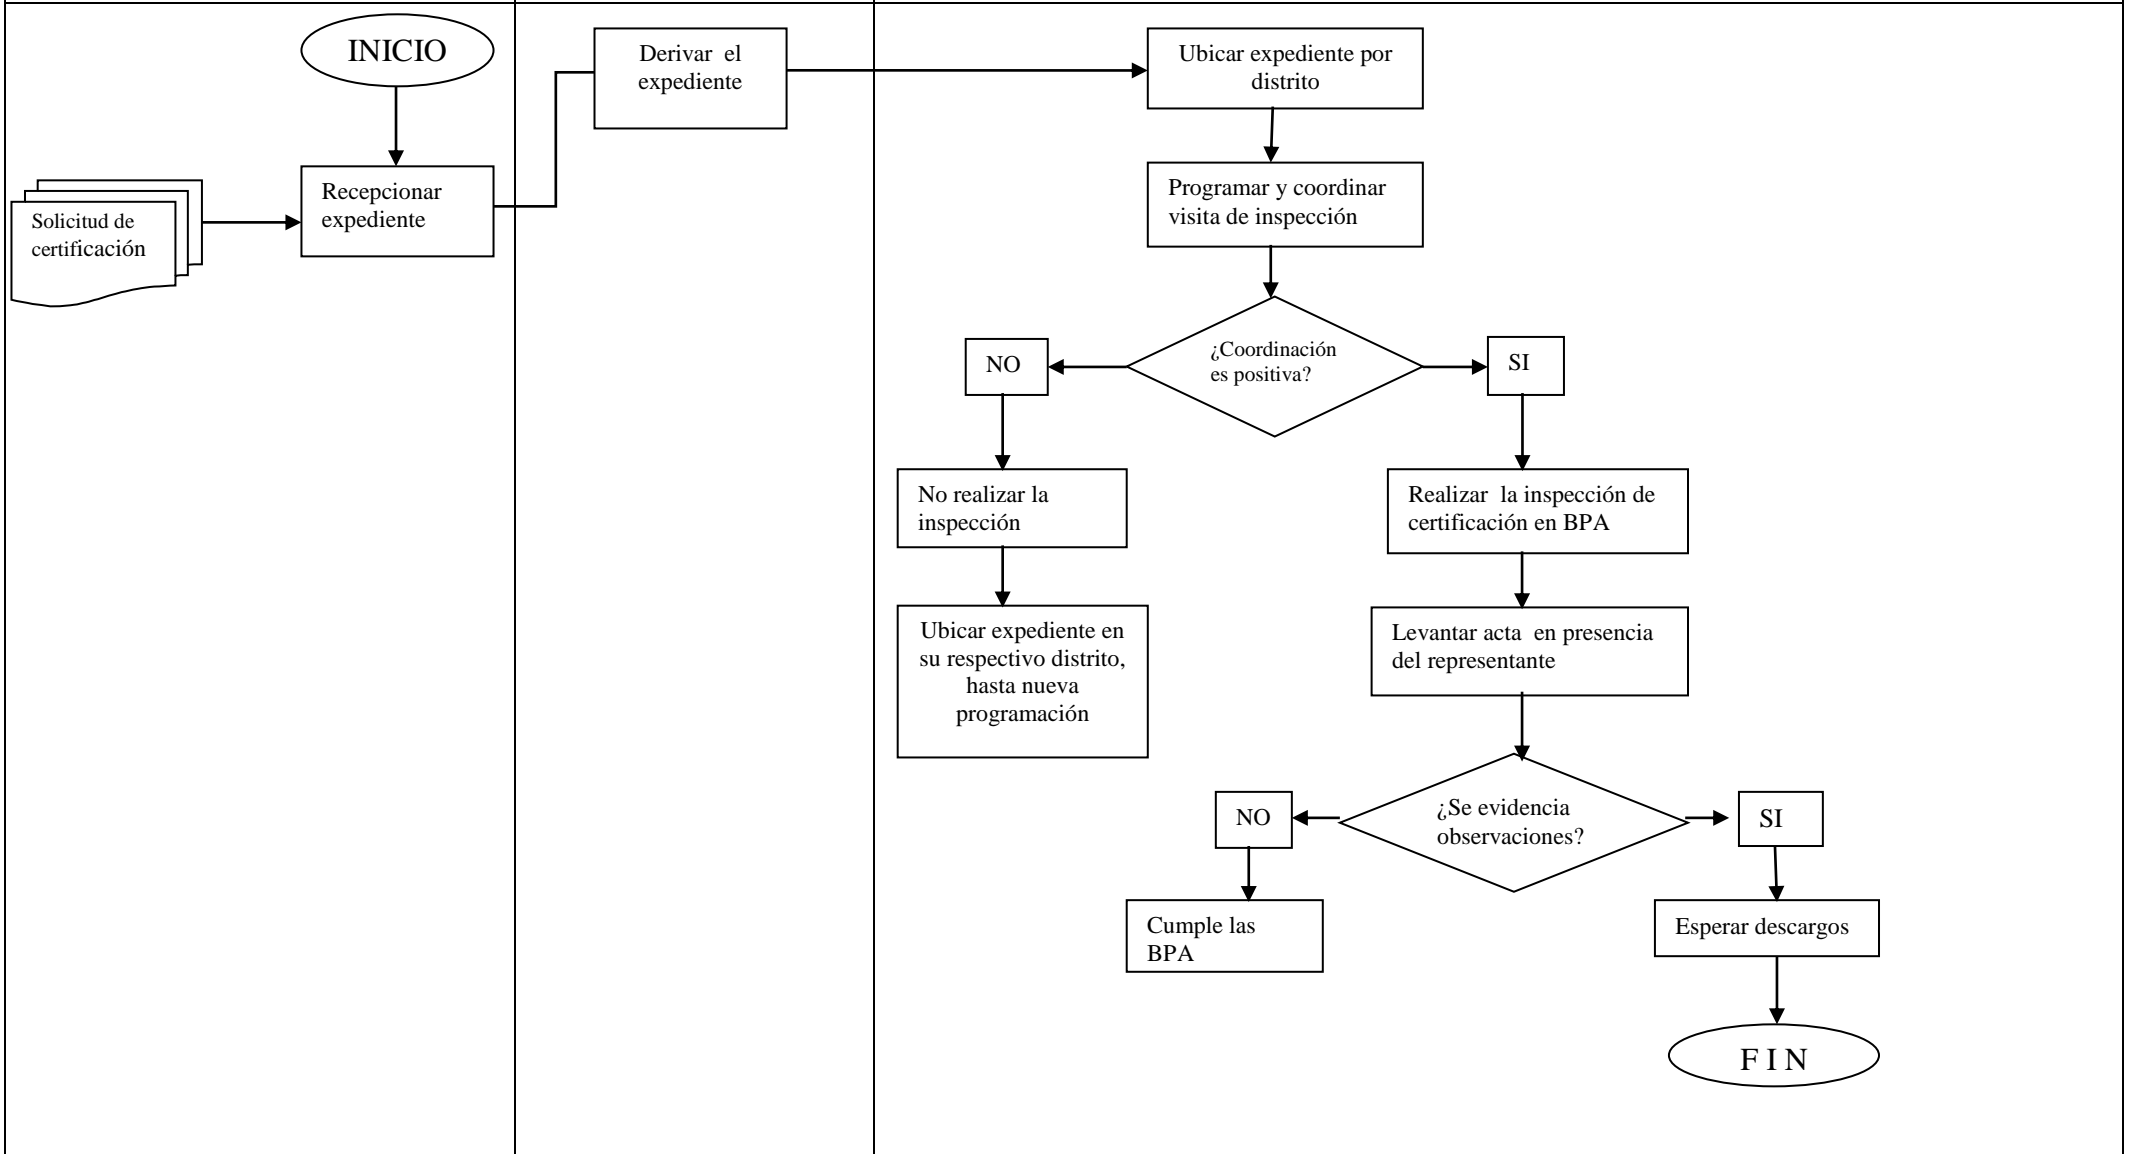 INICIO
Solicitud de
certificación
Recepcionar
expediente
Derivar el
expediente
Ubicar expediente por
distrito
Programar y coordinar
visita de inspección
¿Coordinación
es positiva?
NO
SI
No realizar la
inspección
Ubicar expediente en
su respectivo distrito,
hasta nueva
programación
Realizar la inspección de
certificación en BPA
Levantar acta en presencia
del representante
¿Se evidencia
observaciones?
NO
SI
Cumple las
BPA
Esperar descargos
F I N